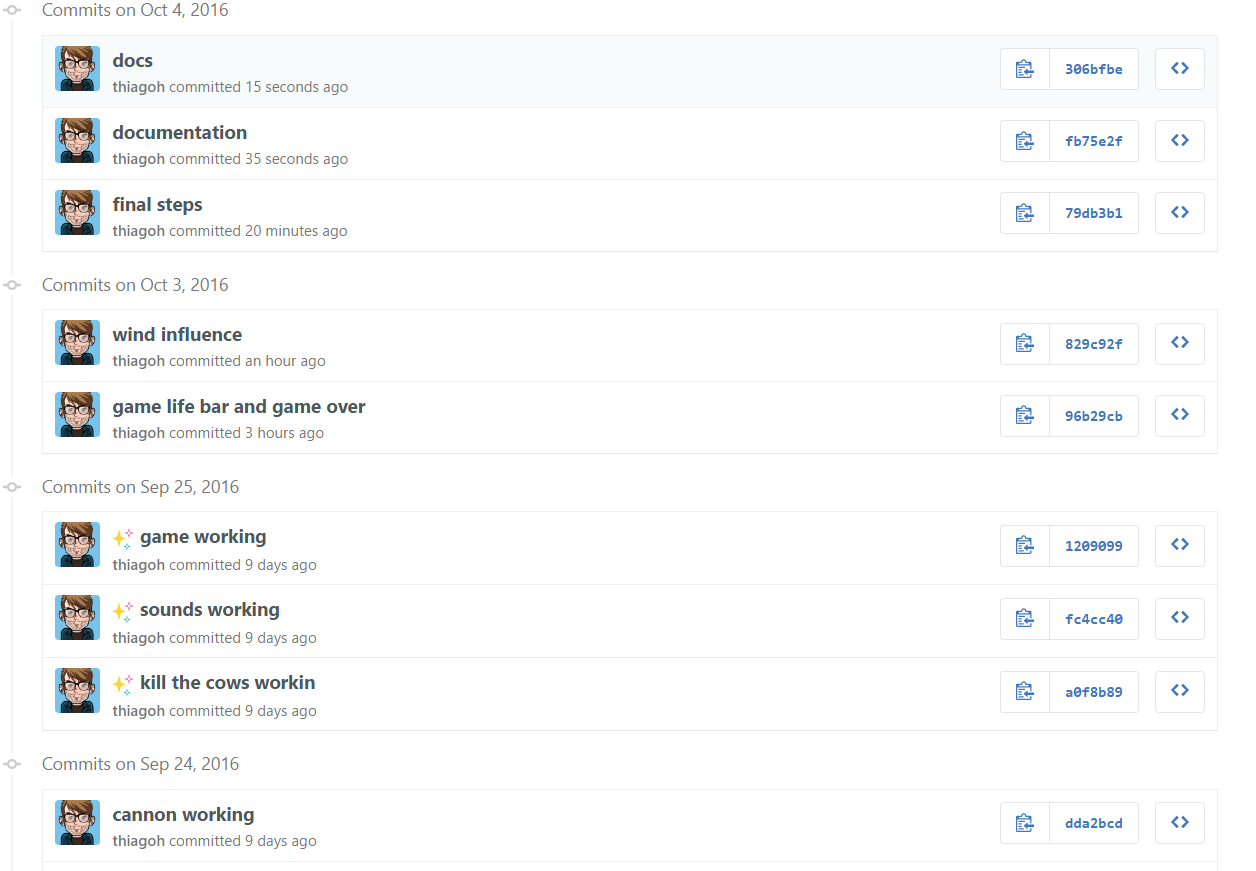 Commits on Oct 4, 2016
docs
306bfbe
thiagoh committed 15 seconds ago
documentation
fb75e2f
thiagoh committed 35 seconds ago
final steps
79db3b1
thiagoh committed 20 minutes ago
Commits on Oct 3, 2016
wind influence
829c92f
thiagoh committed an hour ago
game life bar and game over
96b29cb
thiagoh committed 3 hours ago
Commits on Sep 25, 2016
✨ game working
1209099
thiagoh committed 9 days ago
✨ sounds working
fc4cc40
thiagoh committed 9 days ago
✨ kill the cows workin
a0f8b89
thiagoh committed 9 days ago
Commits on Sep 24, 2016
cannon working
dda2bcd
thiagoh committed 9 days ago